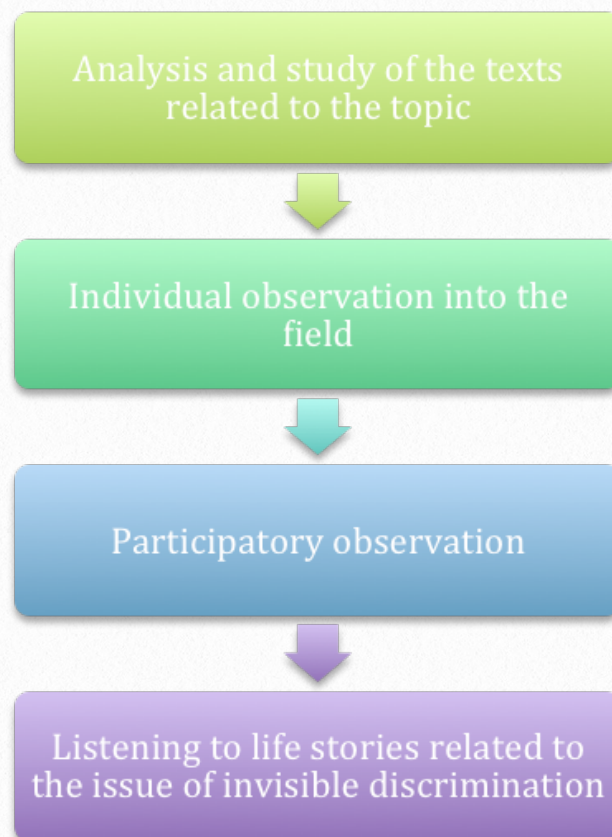 Analysis and study of the texts
related to the topic
Individual observation into the
field
Participatory observation
Listening to life stories related to
the issue of invisible discrimination